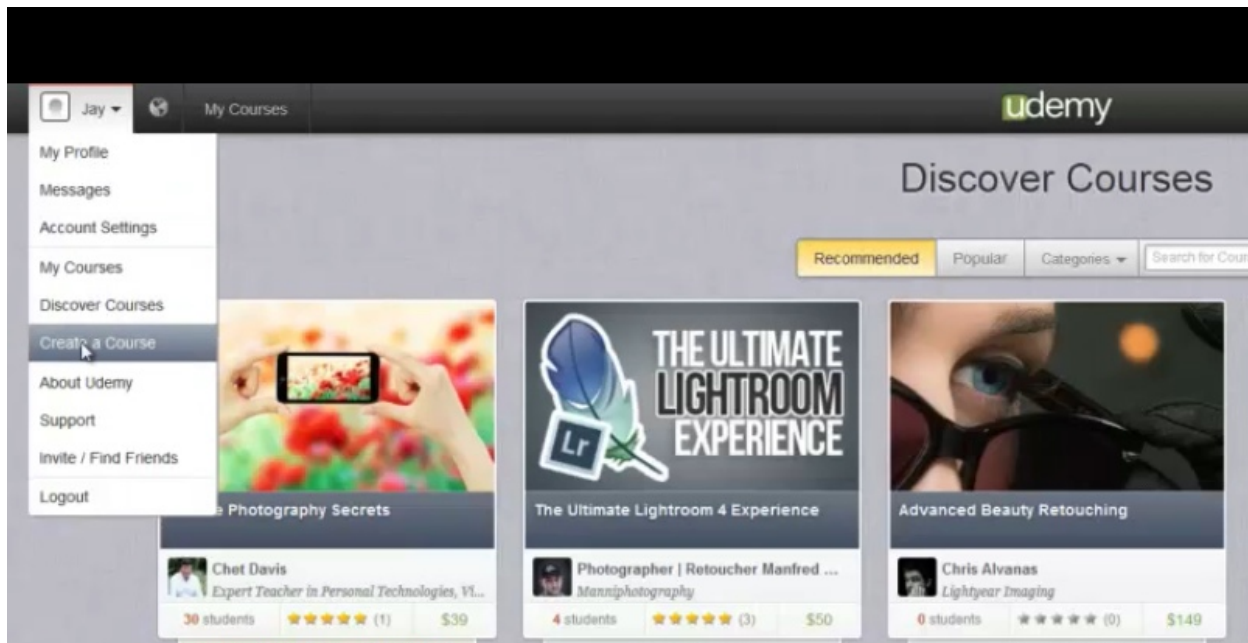 Jay
My Courses
udemy
My Profile
Messages
Account Settings
My Courses
Discover Courses
Create a Course
About Udemy
Support
Invite / Find Friends
Logout
Discover Courses
Recommended
Popular
Categories
Search for Cour
THE ULTIMATE
LIGHTROOM
EXPERIENCE
Lr
Photography Secrets
The Ultimate Lightroom 4 Experience
Advanced Beauty Retouching
Chet Davis
Expert Teacher in Personal Technologies, Vi...
30 students (1) $39
Photographer | Retoucher Manfred ...
Manniphotography
4 students (3) $50
Chris Alvanas
Lightyear Imaging
0 students (0) $149